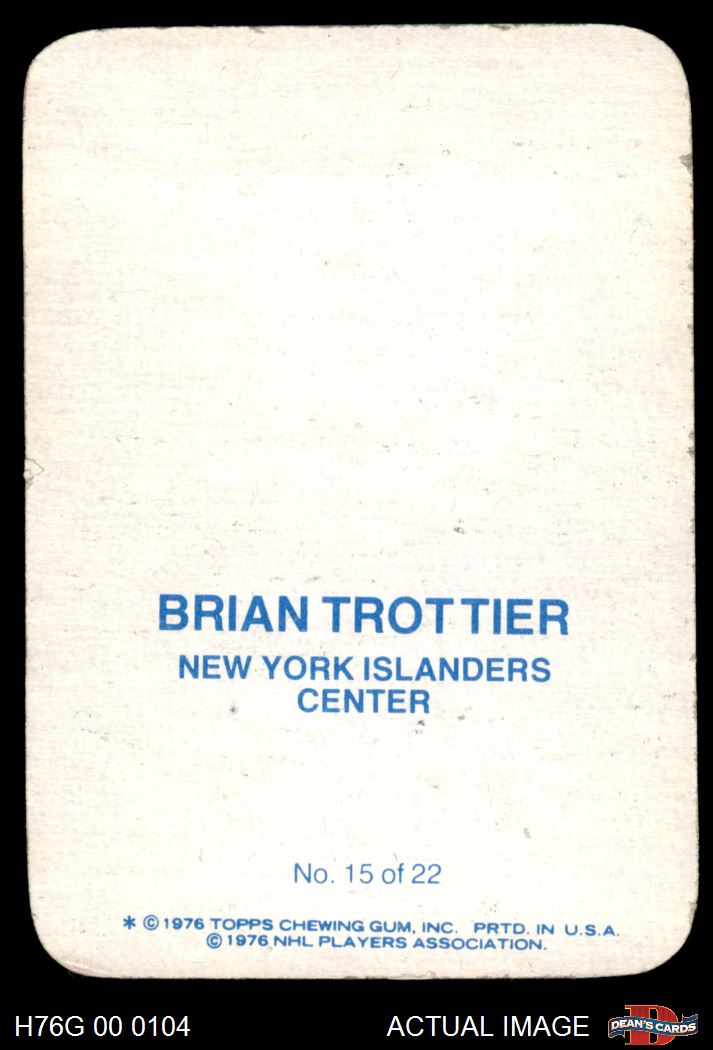 BRIAN TROTTIER
NEW YORK ISLANDERS
CENTER
No. 15 of 22
* © 1976 TOPPS CHEWING GUM, INC. PRTD. IN U.S.A.
© 1976 NHL PLAYERS ASSOCIATION.
H76G 00 0104
ACTUAL IMAGE
D
DEAN'S CARDS